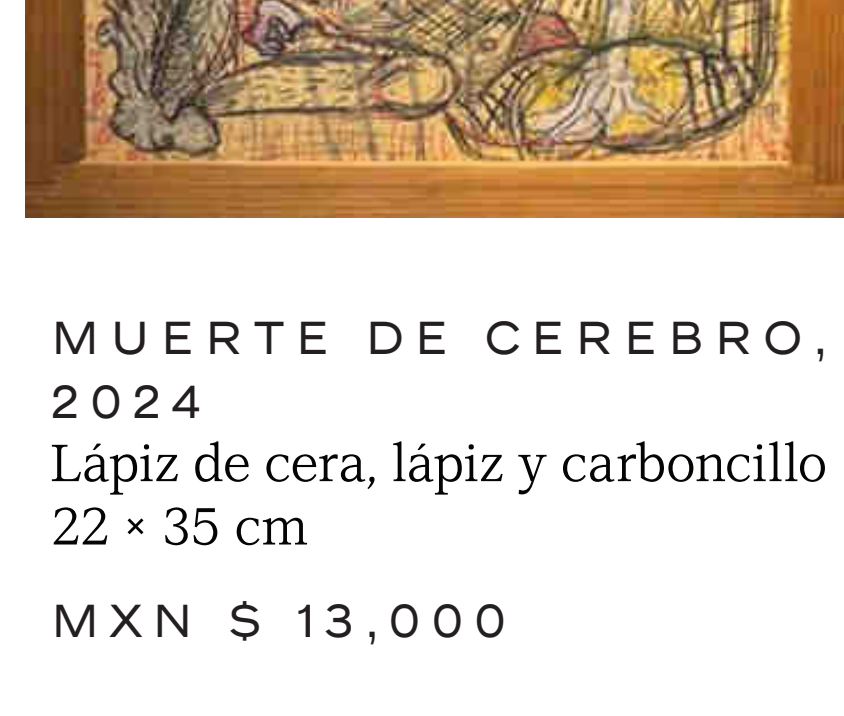 MUERTE DE CEREBRO,
2024
Lápiz de cera, lápiz y carboncillo
22 × 35 cm
MXN $ 13,000